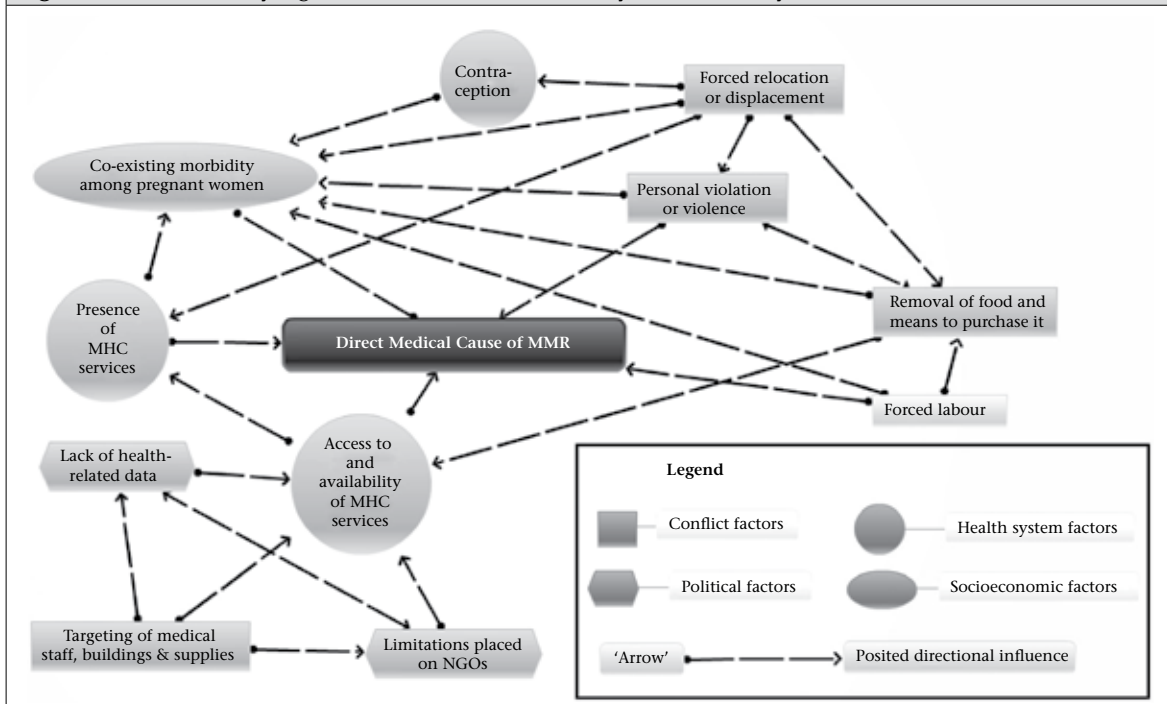 Contra-
ception
Forced relocation
or displacement
Co-existing morbidity
among pregnant women
Personal violation
or violence
Presence
of
MHC
services
Removal of food and
means to purchase it
Direct Medical Cause of MMR
Forced labour
Lack of health-
related data
Access to
and
availability
of MHC
services
Targeting of medical
staff, buildings & supplies
Limitations placed
on NGOs
Legend
Conflict factors
Health system factors
Political factors
Socioeconomic factors
‘Arrow’
Posited directional influence